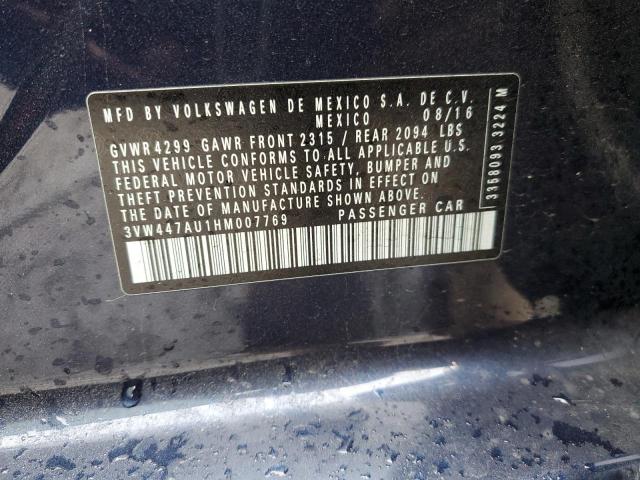 MFD BY VOLKSWAGEN DE MEXICO S.A. DE C.V.
MEXICO 08/16
GVWR 4299 GAWR FRONT 2315 / REAR 2094 LBS
THIS VEHICLE CONFORMS TO ALL APPLICABLE U.S.
FEDERAL MOTOR VEHICLE SAFETY, BUMPER AND
THEFT PREVENTION STANDARDS IN EFFECT ON
THE DATE OF MANUFACTURE SHOWN ABOVE
3VW447AU1HM007769 PASSENGER CAR
3358093 3224 M